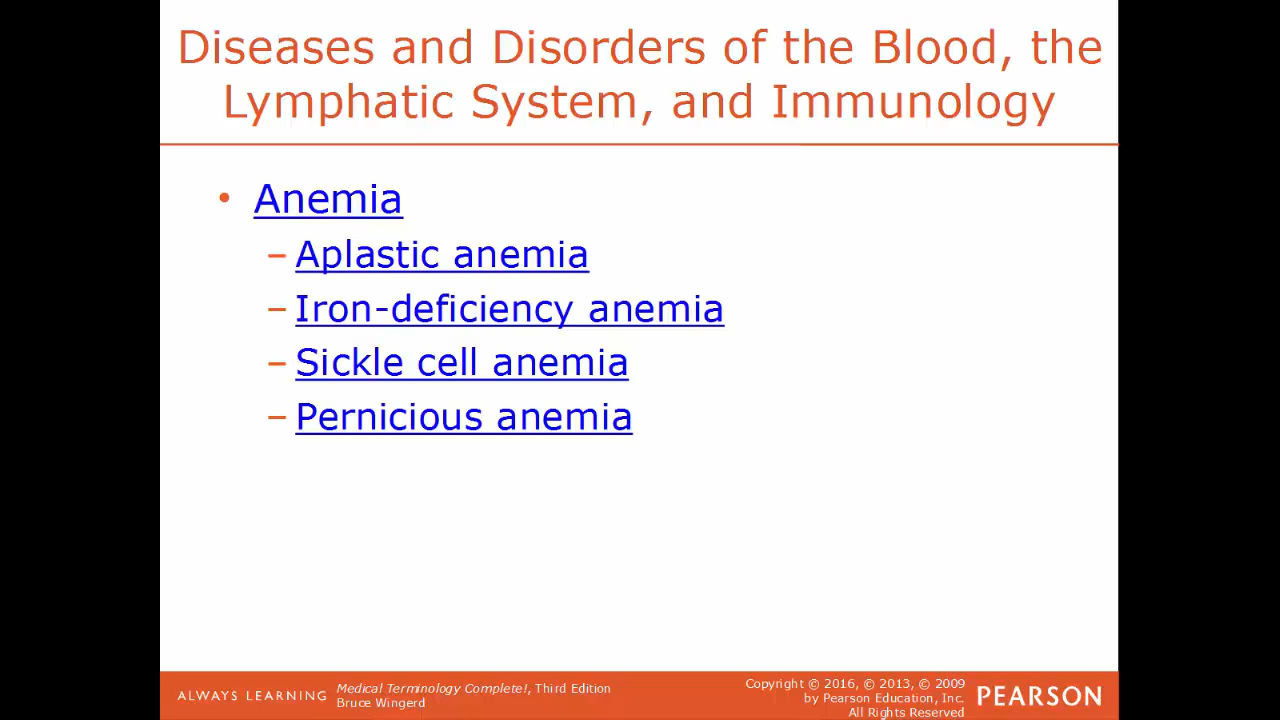 Diseases and Disorders of the Blood, the
Lymphatic System, and Immunology
• Anemia
– Aplastic anemia
– Iron-deficiency anemia
– Sickle cell anemia
– Pernicious anemia
ALWAYS LEARNING
Medical Terminology Complete!, Third Edition
Bruce Wingerd
Copyright © 2016, © 2013, © 2009
by Pearson Education, Inc.
All Rights Reserved
PEARSON